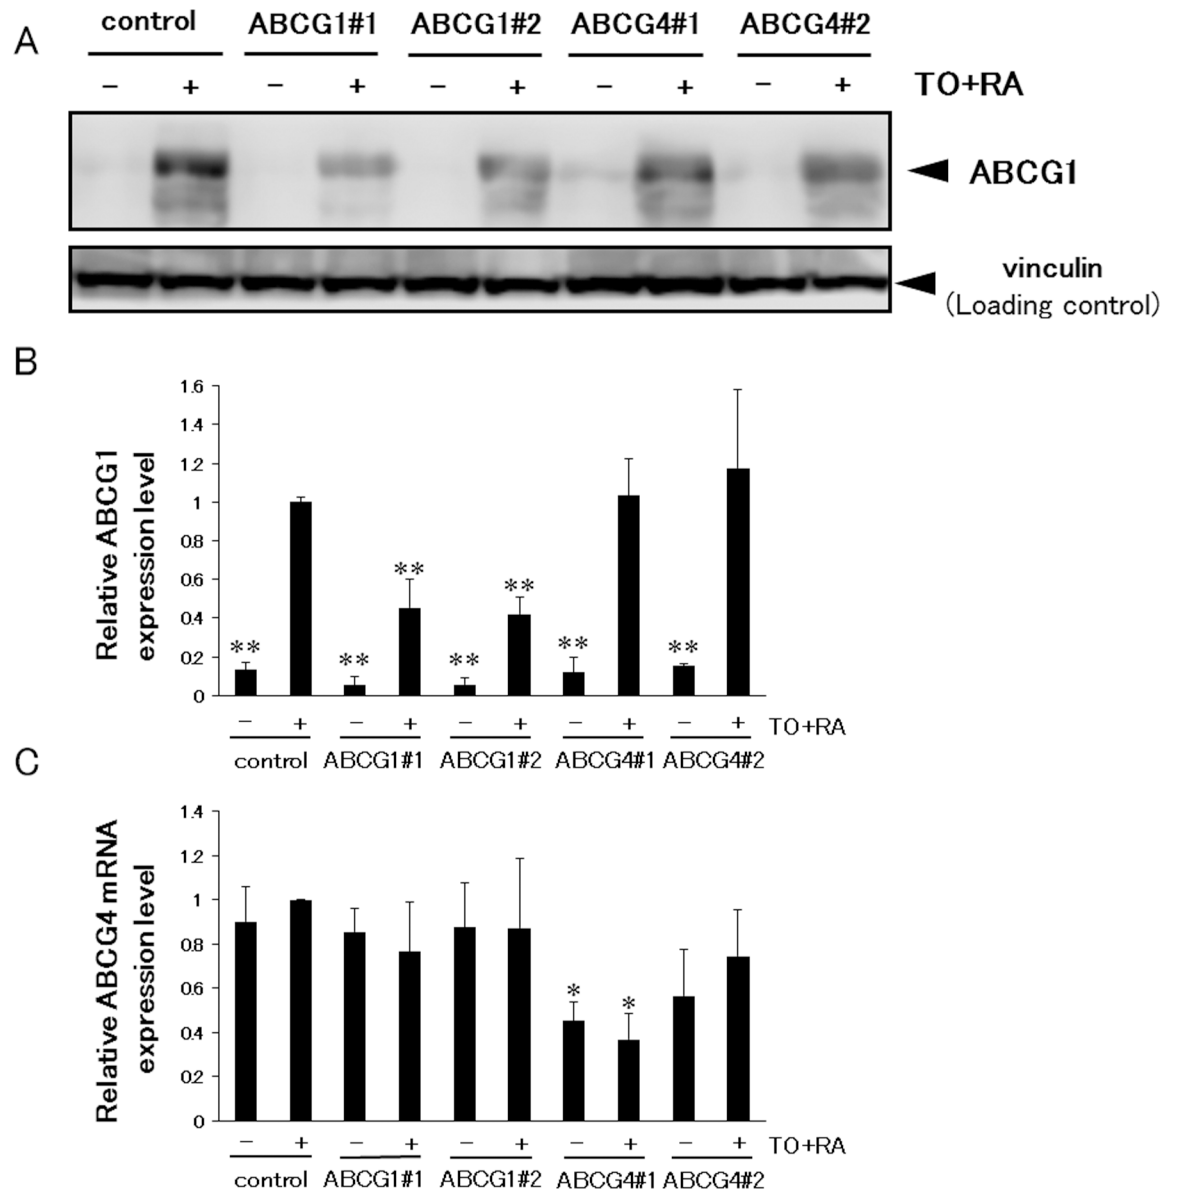 A
control ABCG1#1 ABCG1#2 ABCG4#1 ABCG4#2
− + − + − + − + − + TO+RA
ABCG1
vinculin
(Loading control)
B
Relative ABCG1
expression level
1.6
1.4
1.2
1
0.8
0.6
0.4
0.2
0
** ** ** ** ** ** **
− + − + − + − + − + TO+RA
control ABCG1#1 ABCG1#2 ABCG4#1 ABCG4#2
C
Relative ABCG4 mRNA
expression level
1.4
1.2
1
0.8
0.6
0.4
0.2
0
* *
− + − + − + − + − + TO+RA
control ABCG1#1 ABCG1#2 ABCG4#1 ABCG4#2